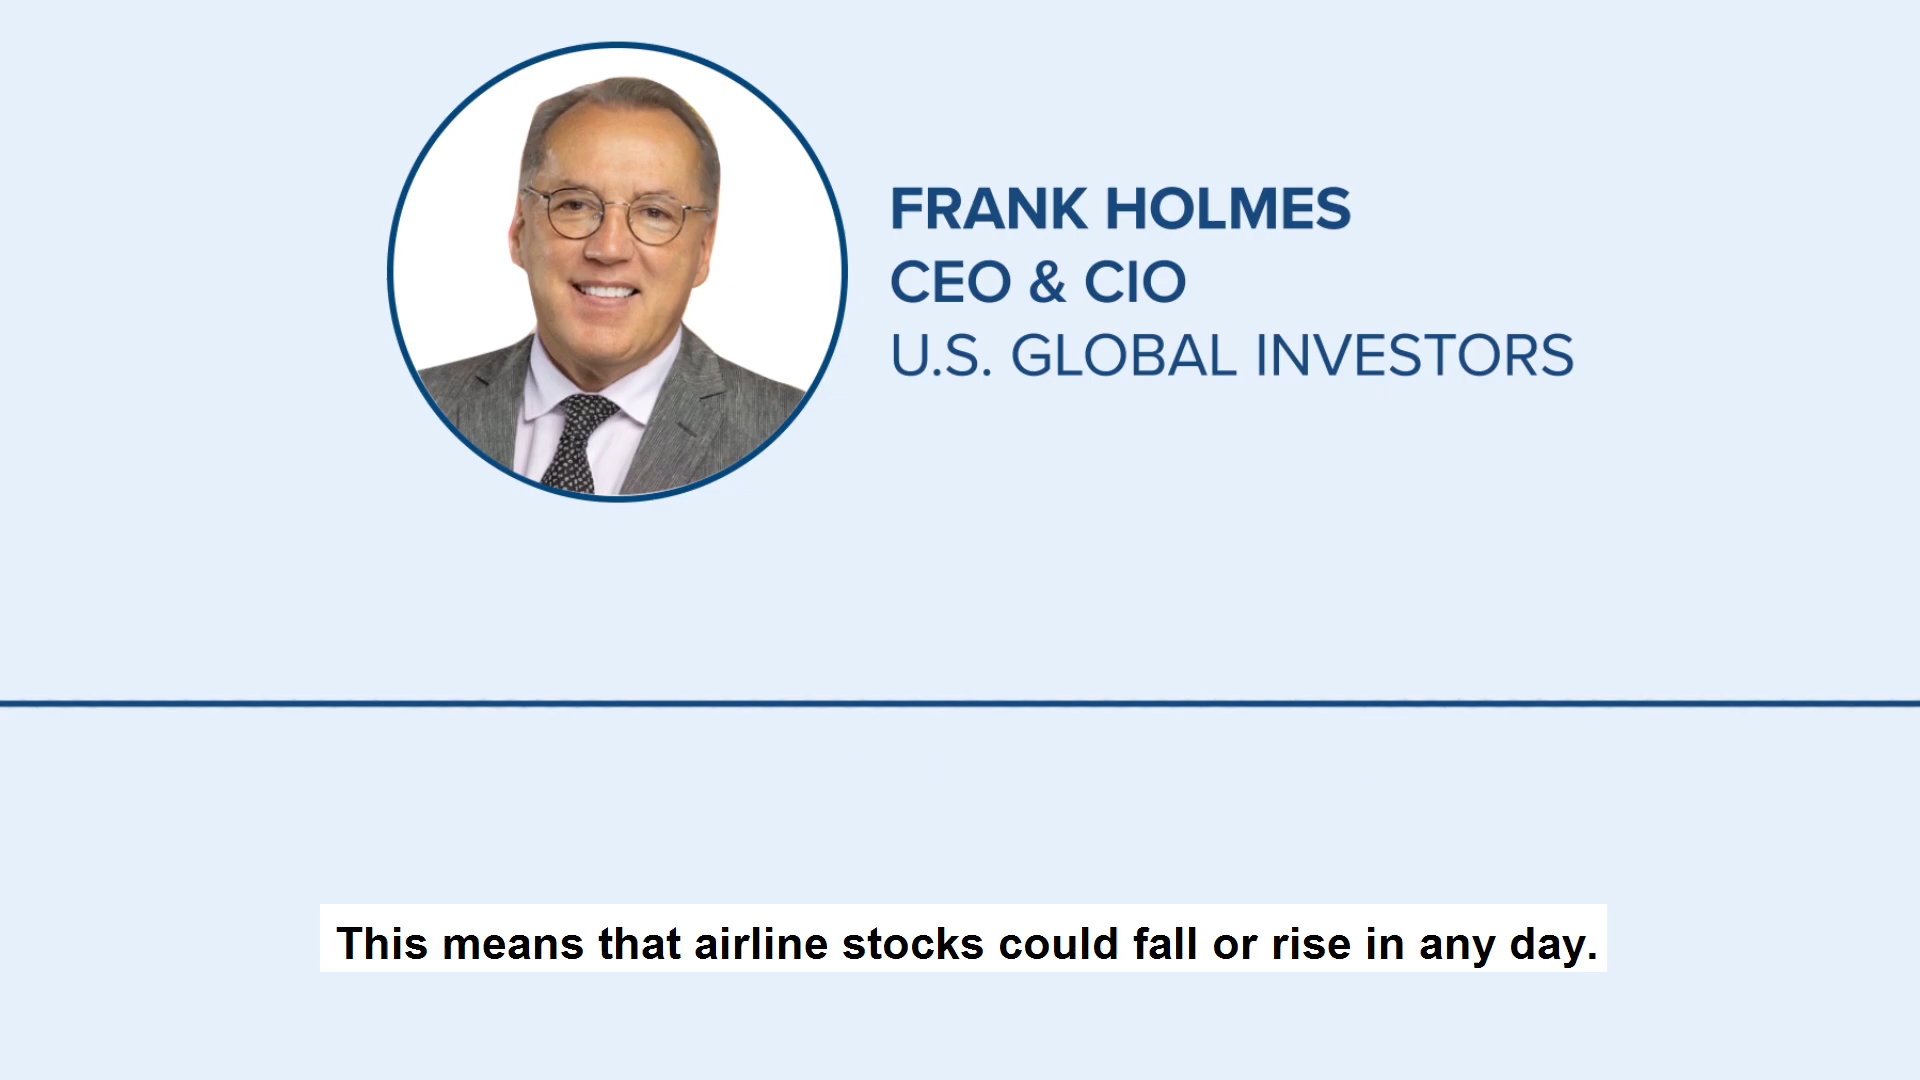 FRANK HOLMES
CEO & CIO
U.S. GLOBAL INVESTORS
This means that airline stocks could fall or rise in any day.